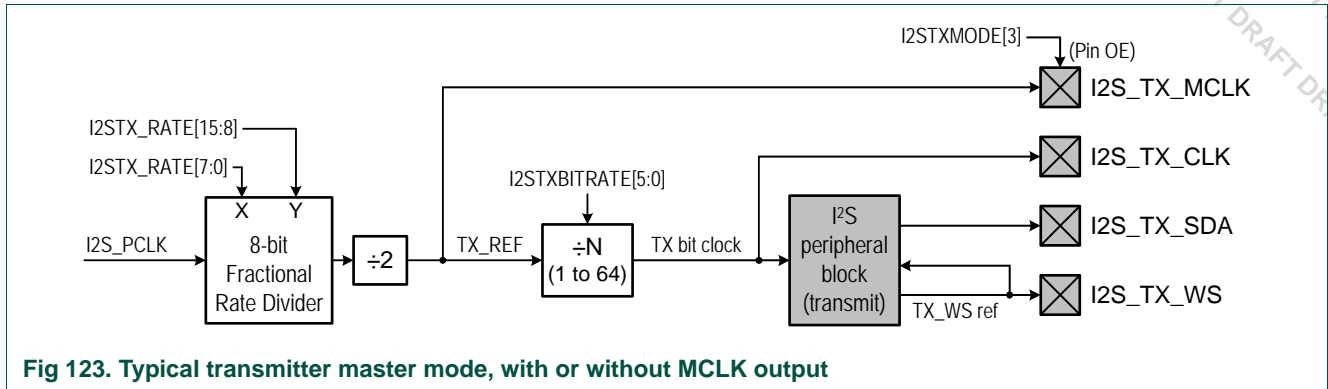 DRAFT DRA
I2STXMODE[3]
(Pin OE)
I2S_TX_MCLK
I2STX_RATE[15:8]
I2STX_RATE[7:0]
I2STXBITRATE[5:0]
I2S_TX_CLK
X Y
8-bit
Fractional
Rate Divider
I2S_PCLK
÷2
TX_REF
÷N
(1 to 64)
TX bit clock
I2S
peripheral
block
(transmit)
I2S_TX_SDA
TX_WS ref
I2S_TX_WS
Fig 123. Typical transmitter master mode, with or without MCLK output